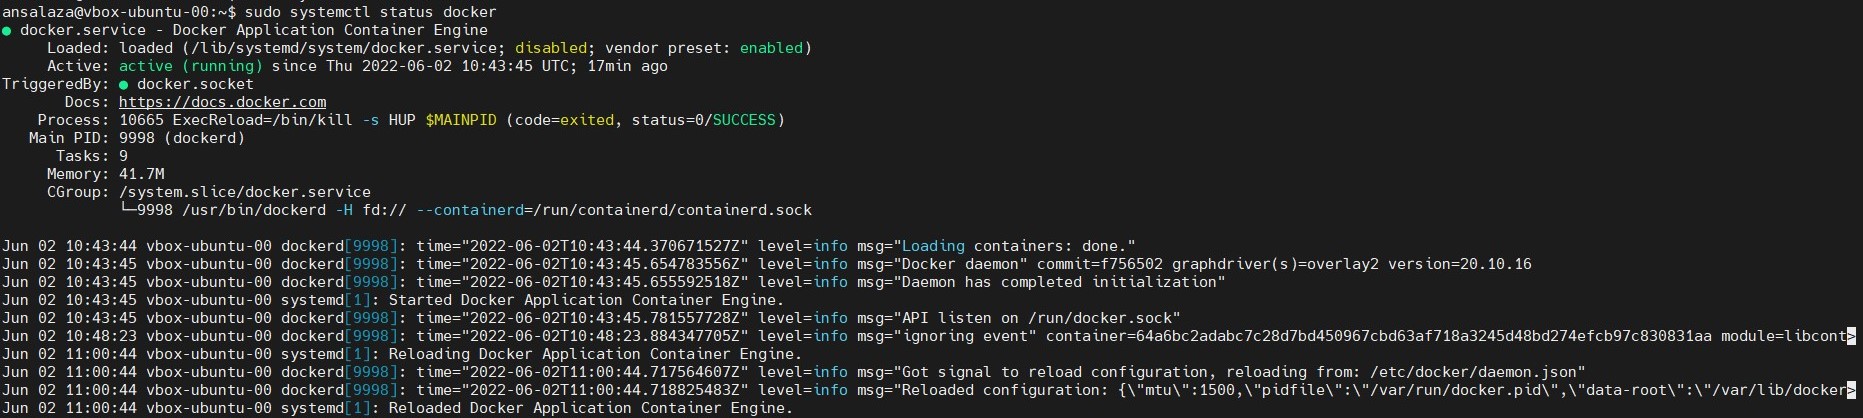 ansalaza@vbox-ubuntu-00:~$ sudo systemctl status docker
● docker.service - Docker Application Container Engine
Loaded: loaded (/lib/systemd/system/docker.service; disabled; vendor preset: enabled)
Active: active (running) since Thu 2022-06-02 10:43:45 UTC; 17min ago
TriggeredBy: ● docker.socket
Docs: https://docs.docker.com
Process: 10665 ExecReload=/bin/kill -s HUP $MAINPID (code=exited, status=0/SUCCESS)
Main PID: 9998 (dockerd)
Tasks: 9
Memory: 41.7M
CGroup: /system.slice/docker.service
└─9998 /usr/bin/dockerd -H fd:// --containerd=/run/containerd/containerd.sock
Jun 02 10:43:44 vbox-ubuntu-00 dockerd[9998]: time="2022-06-02T10:43:44.370671527Z" level=info msg="Loading containers: done."
Jun 02 10:43:45 vbox-ubuntu-00 dockerd[9998]: time="2022-06-02T10:43:45.654783556Z" level=info msg="Docker daemon" commit=f756502 graphdriver(s)=overlay2 version=20.10.16
Jun 02 10:43:45 vbox-ubuntu-00 dockerd[9998]: time="2022-06-02T10:43:45.655592518Z" level=info msg="Daemon has completed initialization"
Jun 02 10:43:45 vbox-ubuntu-00 systemd[1]: Started Docker Application Container Engine.
Jun 02 10:43:45 vbox-ubuntu-00 dockerd[9998]: time="2022-06-02T10:43:45.781557728Z" level=info msg="API listen on /run/docker.sock"
Jun 02 10:48:23 vbox-ubuntu-00 dockerd[9998]: time="2022-06-02T10:48:23.884347705Z" level=info msg="ignoring event" container=64a6bc2adabc7c28d7bd450967cbd63af718a3245d48bd274efcb97c830831aa module=libcont>
Jun 02 11:00:44 vbox-ubuntu-00 systemd[1]: Reloading Docker Application Container Engine.
Jun 02 11:00:44 vbox-ubuntu-00 dockerd[9998]: time="2022-06-02T11:00:44.717564607Z" level=info msg="Got signal to reload configuration, reloading from: /etc/docker/daemon.json"
Jun 02 11:00:44 vbox-ubuntu-00 dockerd[9998]: time="2022-06-02T11:00:44.718825483Z" level=info msg="Reloaded configuration: {\"mtu\":1500,\"pidfile\":\"/var/run/docker.pid\",\"data-root\":\"/var/lib/docker>
Jun 02 11:00:44 vbox-ubuntu-00 systemd[1]: Reloaded Docker Application Container Engine.